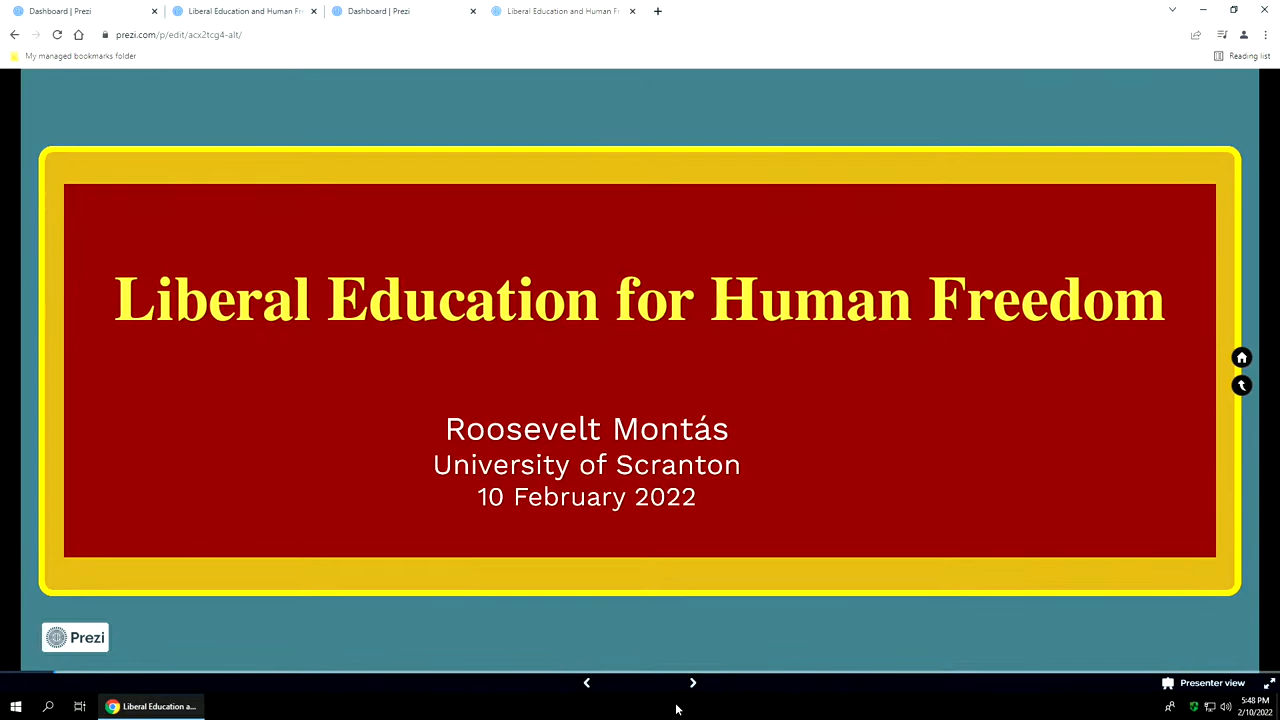 Dashboard | Prezi
Liberal Education and Human Fr
Dashboard | Prezi
Liberal Education and Human Fr
prezi.com/p/edit/acx2tcg4-alt/
My managed bookmarks folder
Reading list
Liberal Education for Human Freedom
Roosevelt Montás
University of Scranton
10 February 2022
Prezi
Presenter view
Liberal Education a...
5:48 PM
2/10/2022